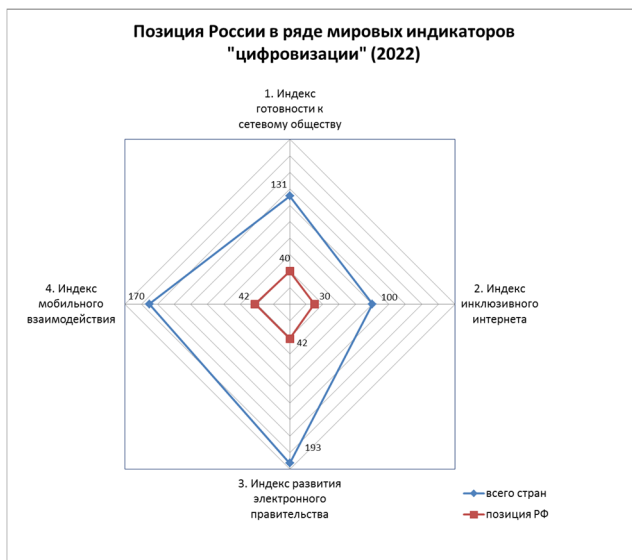 Позиция России в ряде мировых индикаторов
"цифровизации" (2022)
1. Индекс
готовности к
сетевому обществу
131
40
4. Индекс
мобильного
взаимодействия
170
42
30
100
2. Индекс
инклюзивного
интернета
42
193
3. Индекс развития
электронного
правительства
всего стран
позиция РФ